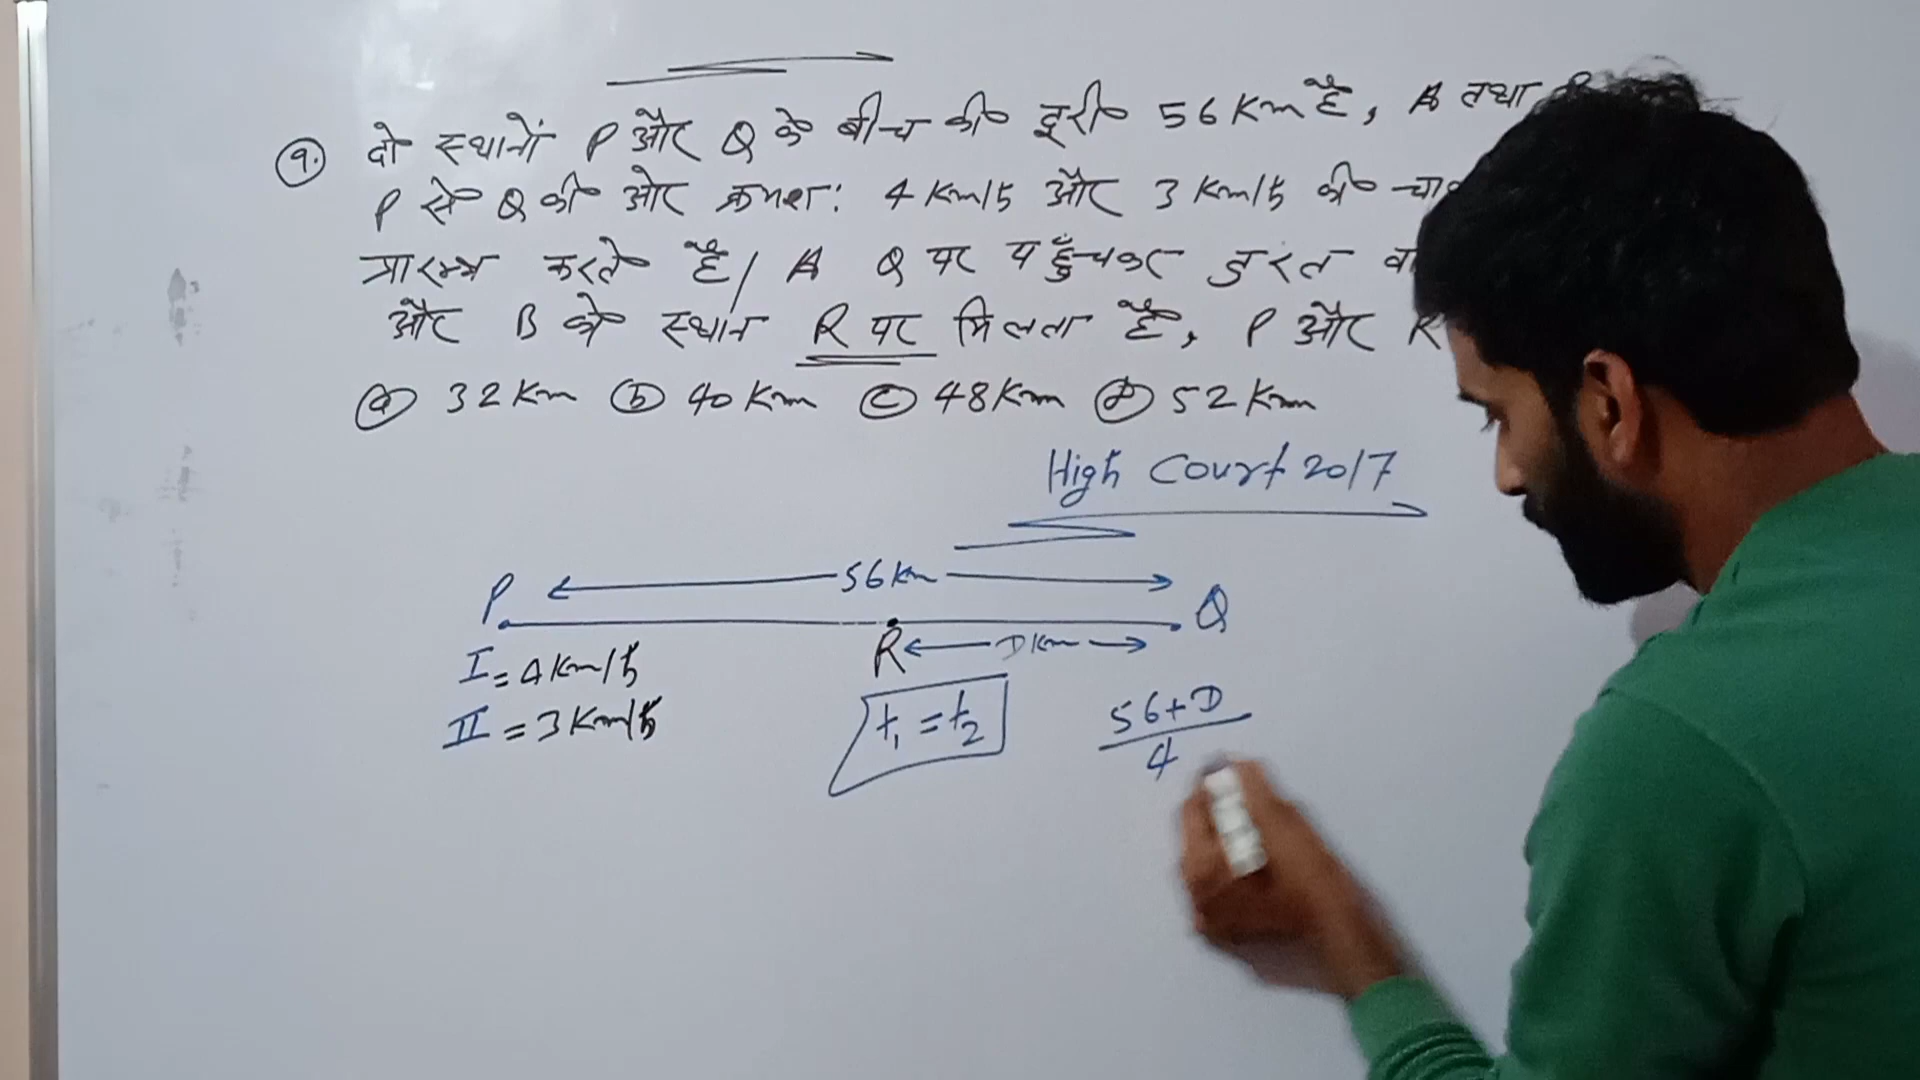 9. दो स्थानों P और Q के बीच की दूरी 56 Km है, A तथा
P से Q की ओर क्रमशः 4 Km/h और 3 Km/h की
प्रारम्भ करते है / A Q पर पहुँचकर तुरंत
और B को स्थान R पर मिलता है, P और R
(a) 32 Km (b) 40 Km (c) 48 Km (d) 52 Km
High Court 2017
P 56 Km Q
R D Km
I = 4 Km/h
II = 3 Km/h
t₁ = t₂
56+D
4